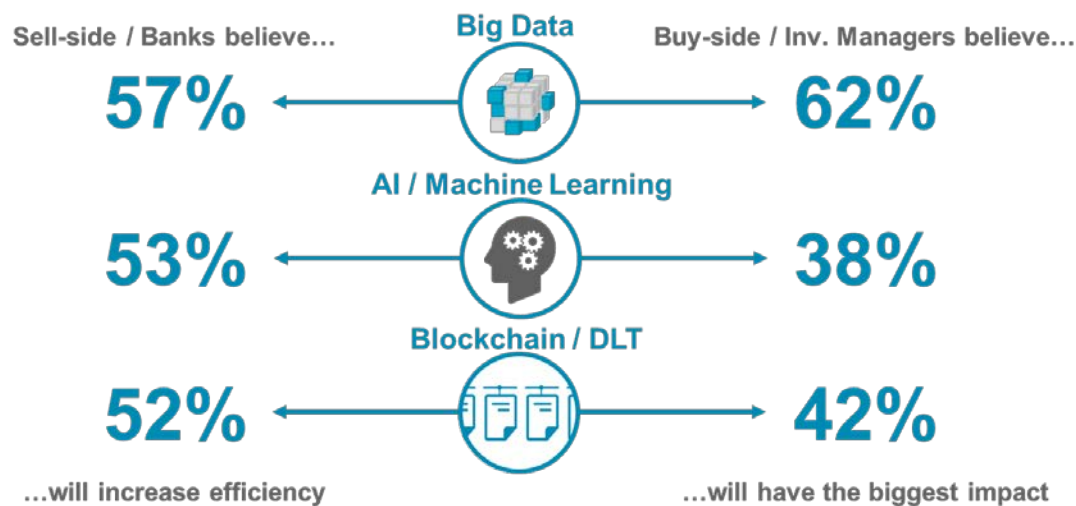 Big Data
Sell-side / Banks believe…
Buy-side / Inv. Managers believe…
57%
62%
AI / Machine Learning
53%
38%
Blockchain / DLT
52%
42%
…will increase efficiency
…will have the biggest impact